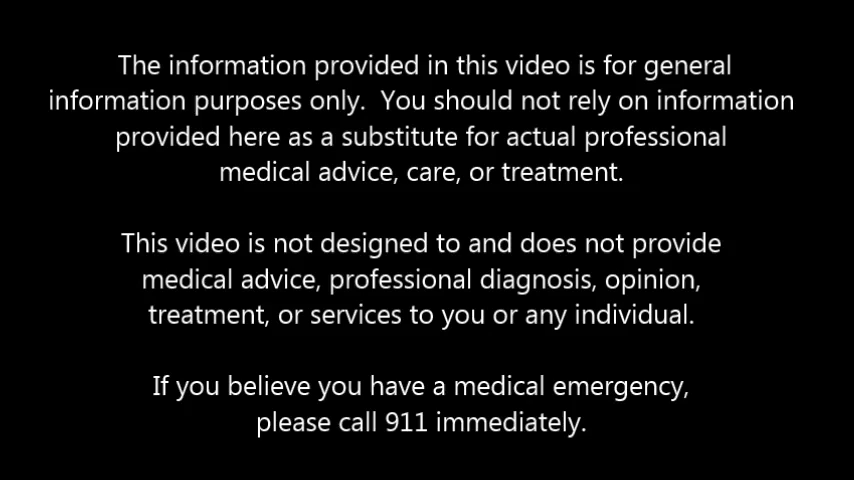 The information provided in this video is for general
information purposes only.  You should not rely on information
provided here as a substitute for actual professional
medical advice, care, or treatment.
This video is not designed to and does not provide
medical advice, professional diagnosis, opinion,
treatment, or services to you or any individual.
If you believe you have a medical emergency,
please call 911 immediately.